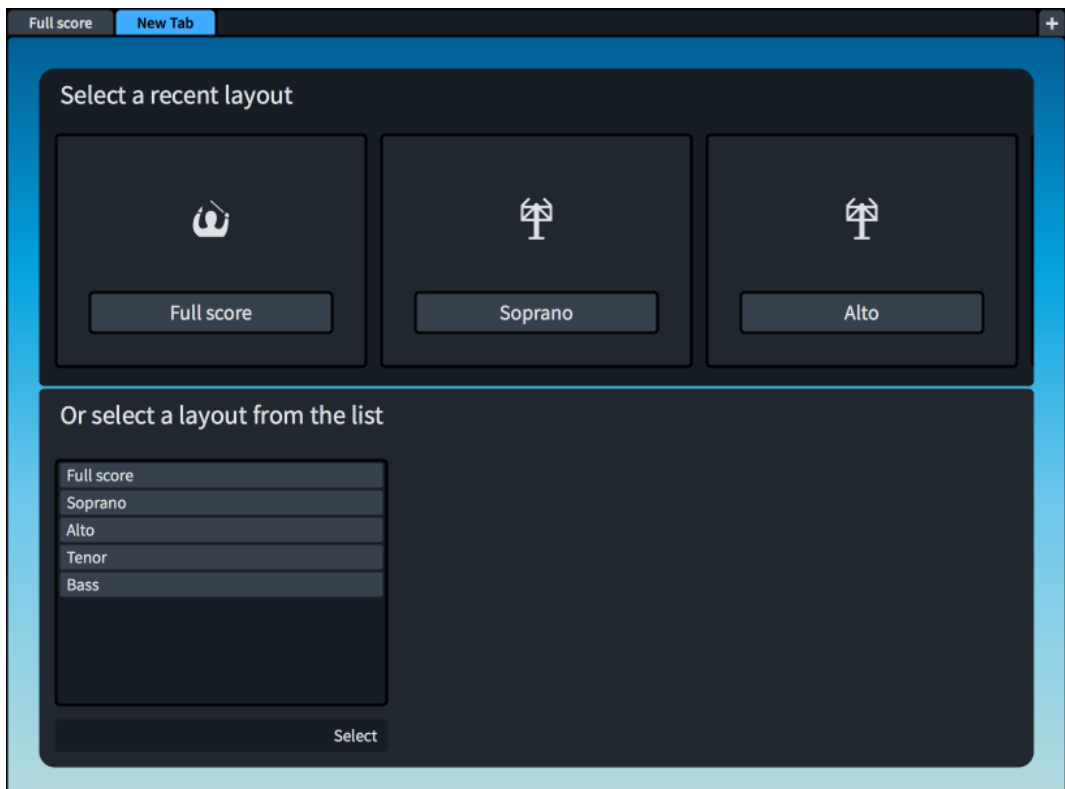 Full score
New Tab
+
Select a recent layout
Full score
Soprano
Alto
Or select a layout from the list
Full score
Soprano
Alto
Tenor
Bass
Select